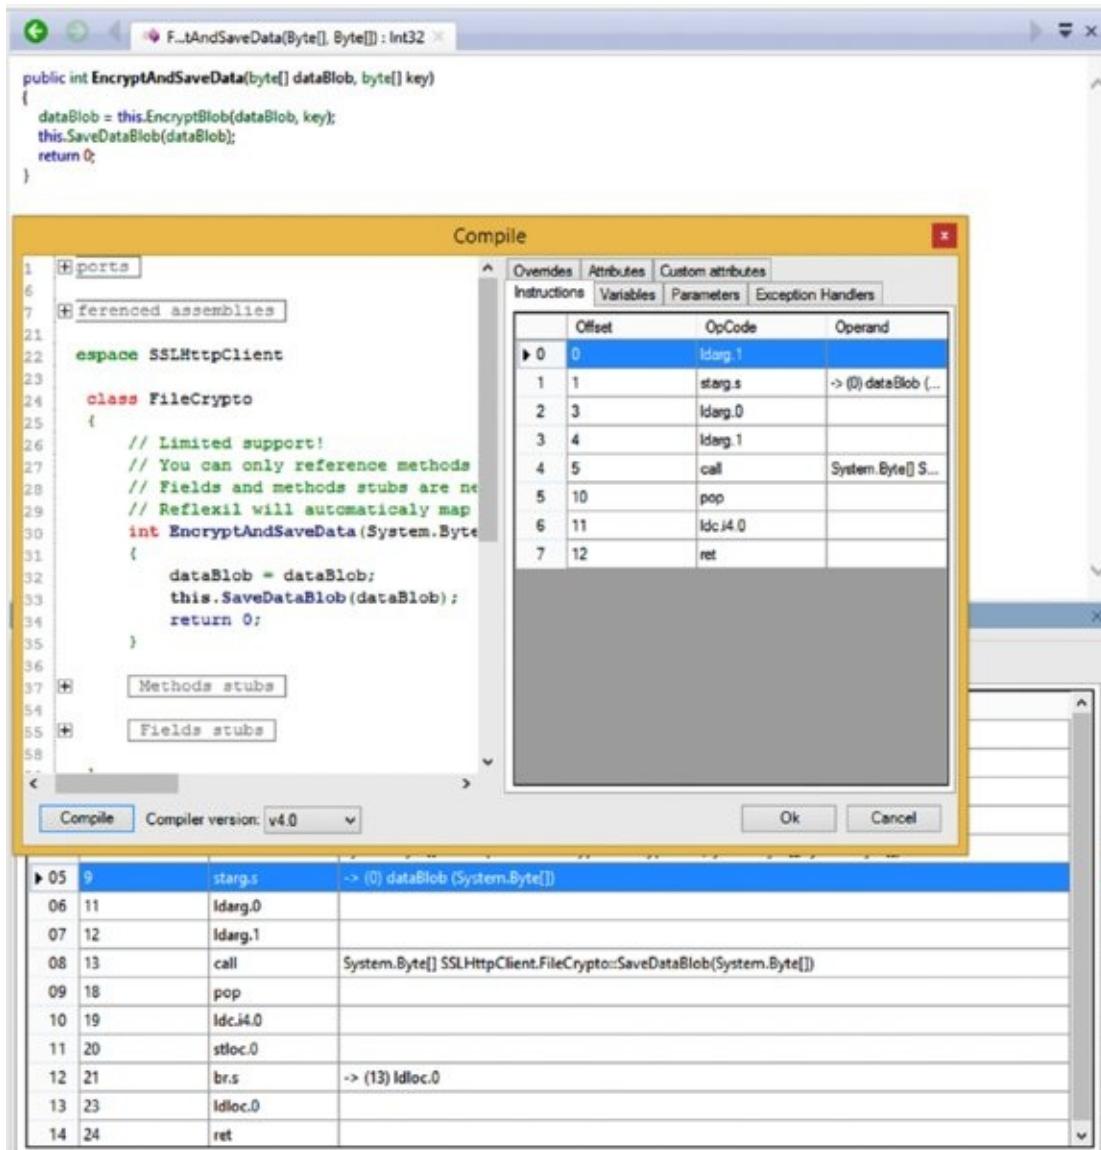 F...tAndSaveData(Byte[], Byte[]) : Int32
public int EncryptAndSaveData(byte[] dataBlob, byte[] key)
{
dataBlob = this.EncryptBlob(dataBlob, key);
this.SaveDataBlob(dataBlob);
return 0;
}
Compile
1 ports
6
7 ferenced assemblies
21
22 espace SSLHttpClient
23
24 class FileCrypto
25 {
26 // Limited support!
27 // You can only reference methods
28 // Fields and methods stubs are ne
29 // Reflexil will automaticaly map
30 int EncryptAndSaveData(System.Byte
31 {
32 dataBlob = dataBlob;
33 this.SaveDataBlob(dataBlob);
34 return 0;
35 }
36
37 Methods stubs
54
55 Fields stubs
58
Overrides Attributes Custom attributes
Instructions Variables Parameters Exception Handlers
Offset OpCode Operand
0 0 ldarg.1
1 1 starg.s -> (0) dataBlob (...
2 3 ldarg.0
3 4 ldarg.1
4 5 call System.Byte[] S...
5 10 pop
6 11 ldc.i4.0
7 12 ret
Compile Compiler version: v4.0 Ok Cancel
05 9 starg.s -> (0) dataBlob (System.Byte[])
06 11 ldarg.0
07 12 ldarg.1
08 13 call System.Byte[] SSLHttpClient.FileCrypto::SaveDataBlob(System.Byte[])
09 18 pop
10 19 ldc.i4.0
11 20 stloc.0
12 21 br.s -> (13) ldloc.0
13 23 ldloc.0
14 24 ret